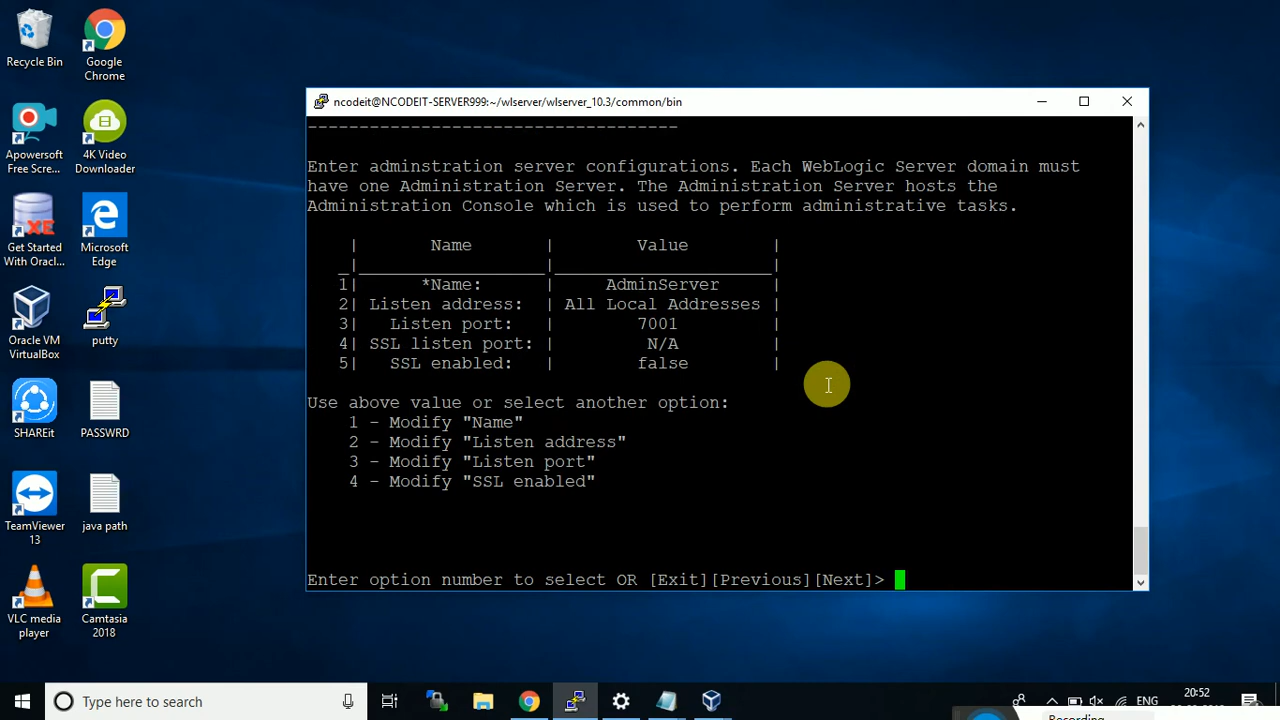 Recycle Bin
Google
Chrome
Apowersoft
Free Scre...
4K Video
Downloader
Get Started
With Oracl...
Microsoft
Edge
Oracle VM
VirtualBox
putty
SHAREit
PASSWRD
TeamViewer
13
java path
VLC media
player
Camtasia
2018
ncodeit@NCODEIT-SERVER999:~/wlserver/wlserver_10.3/common/bin
------------------------------------
Enter adminstration server configurations. Each WebLogic Server domain must
have one Administration Server. The Administration Server hosts the
Administration Console which is used to perform administrative tasks.
| Name | Value |
_|__________________|_____________________|
1| *Name: | AdminServer |
2| Listen address: | All Local Addresses |
3| Listen port: | 7001 |
4| SSL listen port: | N/A |
5| SSL enabled: | false |
Use above value or select another option:
1 - Modify "Name"
2 - Modify "Listen address"
3 - Modify "Listen port"
4 - Modify "SSL enabled"
Enter option number to select OR [Exit][Previous][Next]>
Type here to search
ENG
20:52
Recording